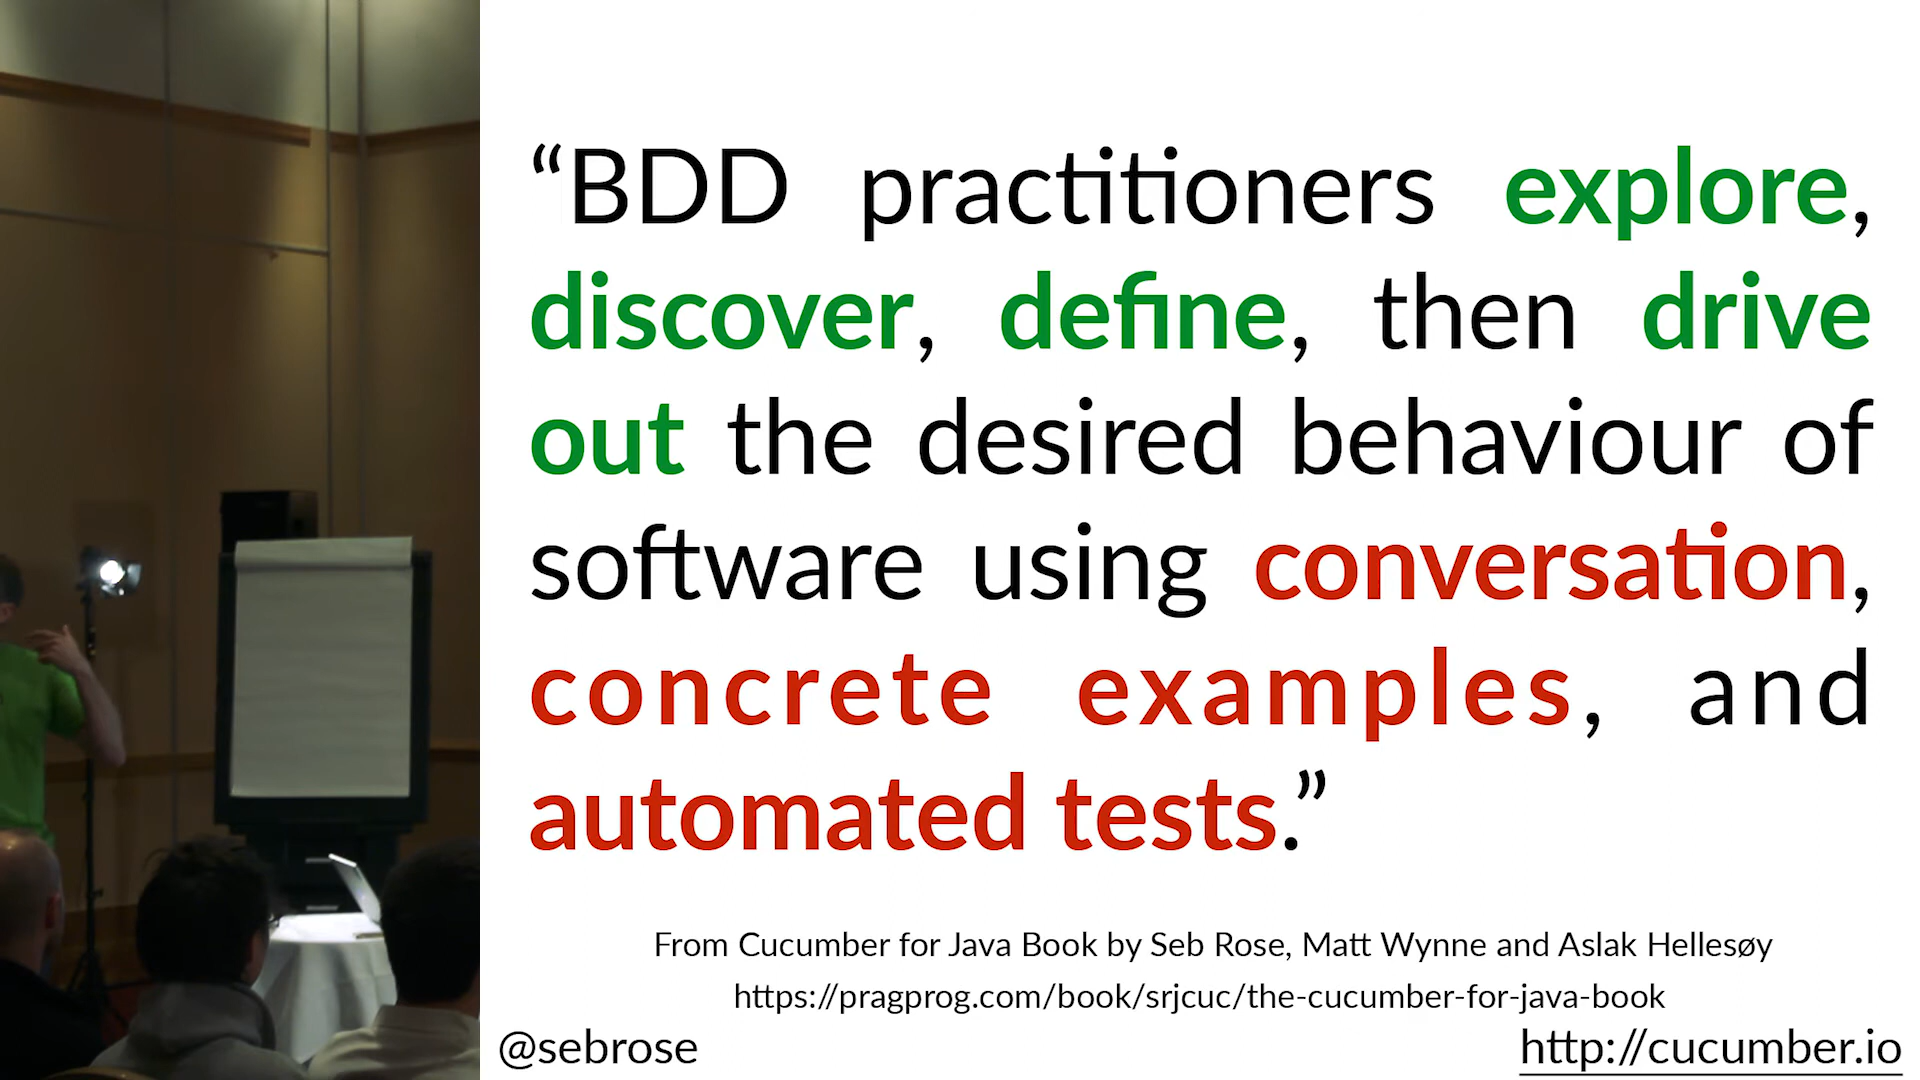 “BDD practitioners explore,
discover, define, then drive
out the desired behaviour of
software using conversation,
concrete examples, and
automated tests.”
From Cucumber for Java Book by Seb Rose, Matt Wynne and Aslak Hellesøy
https://pragprog.com/book/srjcuc/the-cucumber-for-java-book
@sebrose
http://cucumber.io